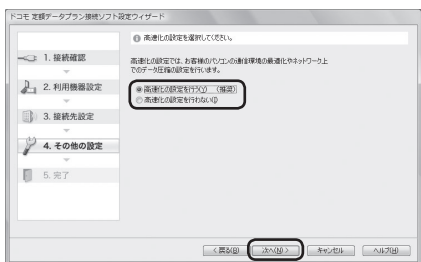 ドコモ 定額データプラン接続ソフト 設定ウィザード
高速化の設定を選択してください。
1. 接続確認
2. 利用機器設定
3. 接続先設定
4. その他の設定
5. 完了
高速化の設定では、お客様のパソコンの通信環境の最適化やネットワーク上
でのデータ圧縮の設定を行います。
高速化の設定を行う(Y) (推奨)
高速化の設定を行わない(I)
< 戻る(B)
次へ(N) >
キャンセル
ヘルプ(H)